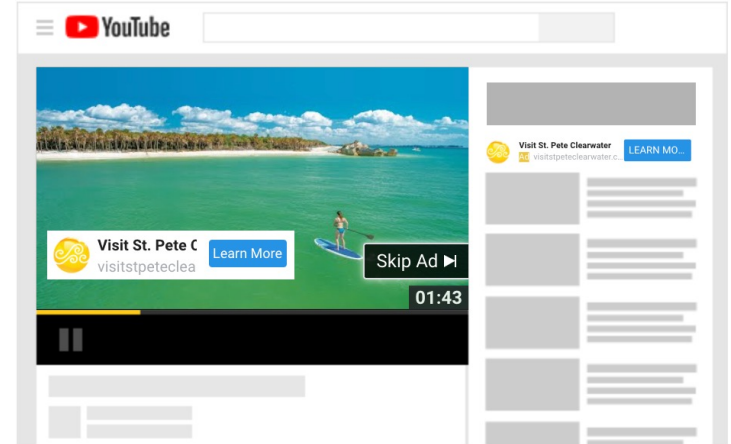 YouTube
Visit St. Pete C
visitstpeteclea
Learn More
Skip Ad
01:43
Visit St. Pete Clearwater
Ad visitstpeteclearwater.c...
LEARN MO...